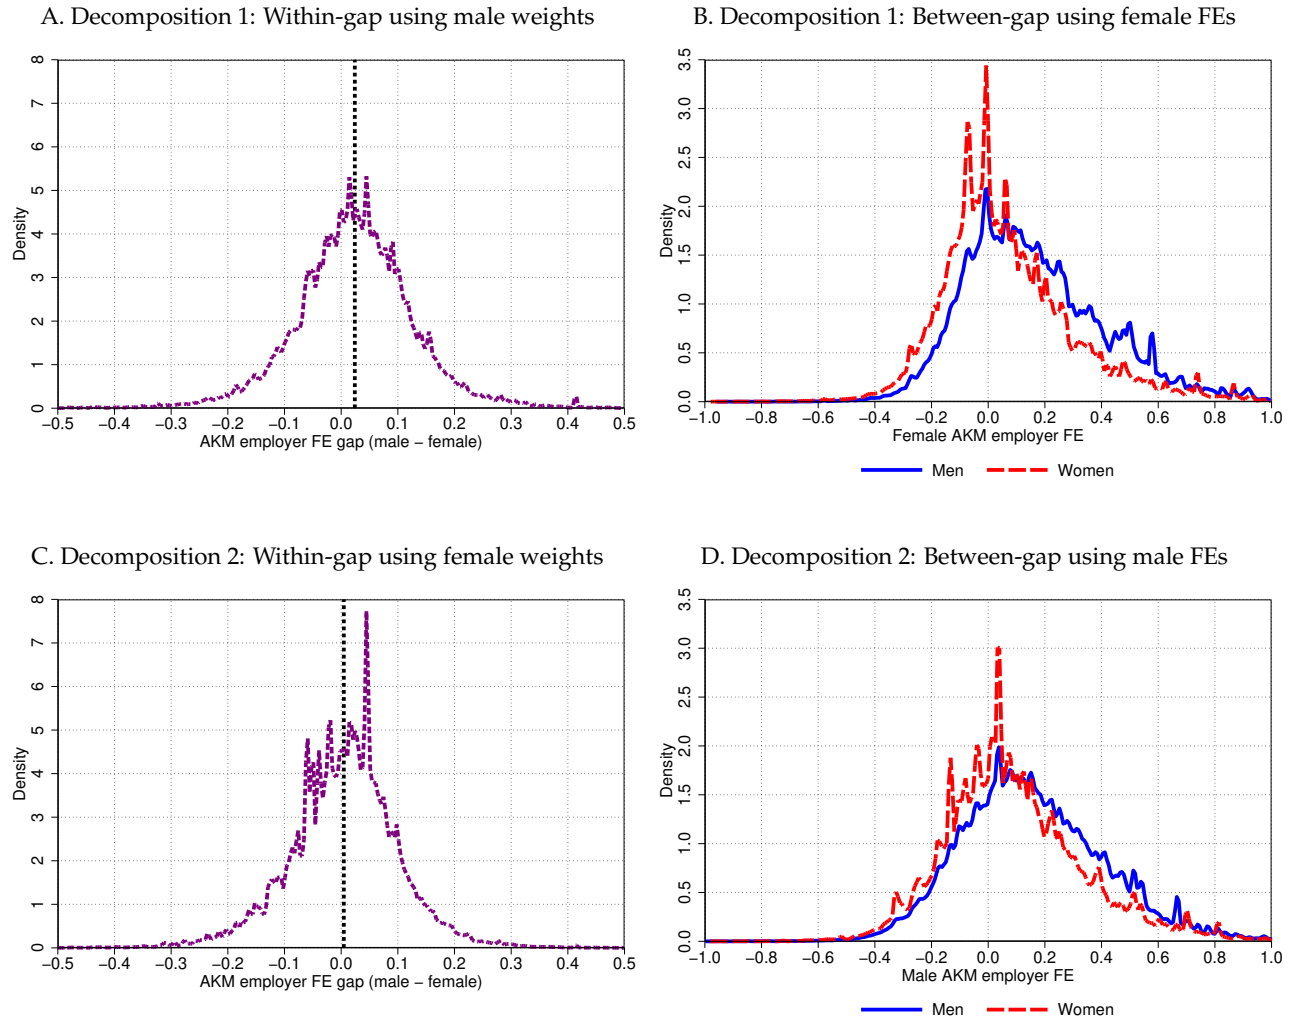 A. Decomposition 1: Within-gap using male weights
8
7
6
5
4
3
2
1
0
Density
−0.5 −0.4 −0.3 −0.2 −0.1 0.0 0.1 0.2 0.3 0.4 0.5
AKM employer FE gap (male − female)
B. Decomposition 1: Between-gap using female FEs
3.5
3.0
2.5
2.0
1.5
1.0
0.5
0.0
Density
−1.0 −0.8 −0.6 −0.4 −0.2 0.0 0.2 0.4 0.6 0.8 1.0
Female AKM employer FE
Men Women
C. Decomposition 2: Within-gap using female weights
8
7
6
5
4
3
2
1
0
Density
−0.5 −0.4 −0.3 −0.2 −0.1 0.0 0.1 0.2 0.3 0.4 0.5
AKM employer FE gap (male − female)
D. Decomposition 2: Between-gap using male FEs
3.5
3.0
2.5
2.0
1.5
1.0
0.5
0.0
Density
−1.0 −0.8 −0.6 −0.4 −0.2 0.0 0.2 0.4 0.6 0.8 1.0
Male AKM employer FE
Men Women